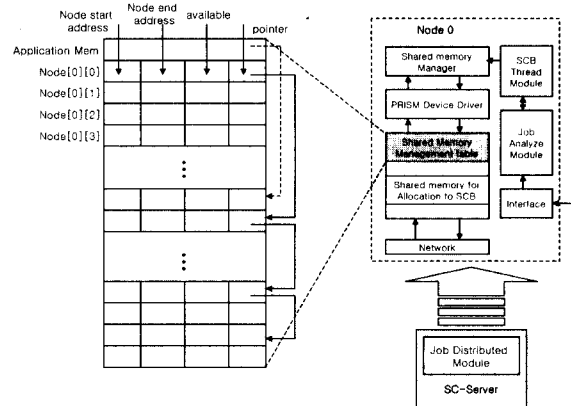 Node start
address
Node end
address
available
pointer
Application Mem
Node[0][0]
Node[0][1]
Node[0][2]
Node[0][3]
Node 0
Shared memory
Manager
SCB
Thread
Module
PRISM Device Driver
Shared Memory
Management Table
Job
Analyze
Module
Shared memory for
Allocation to SCB
Interface
Network
Job Distributed
Module
SC-Server